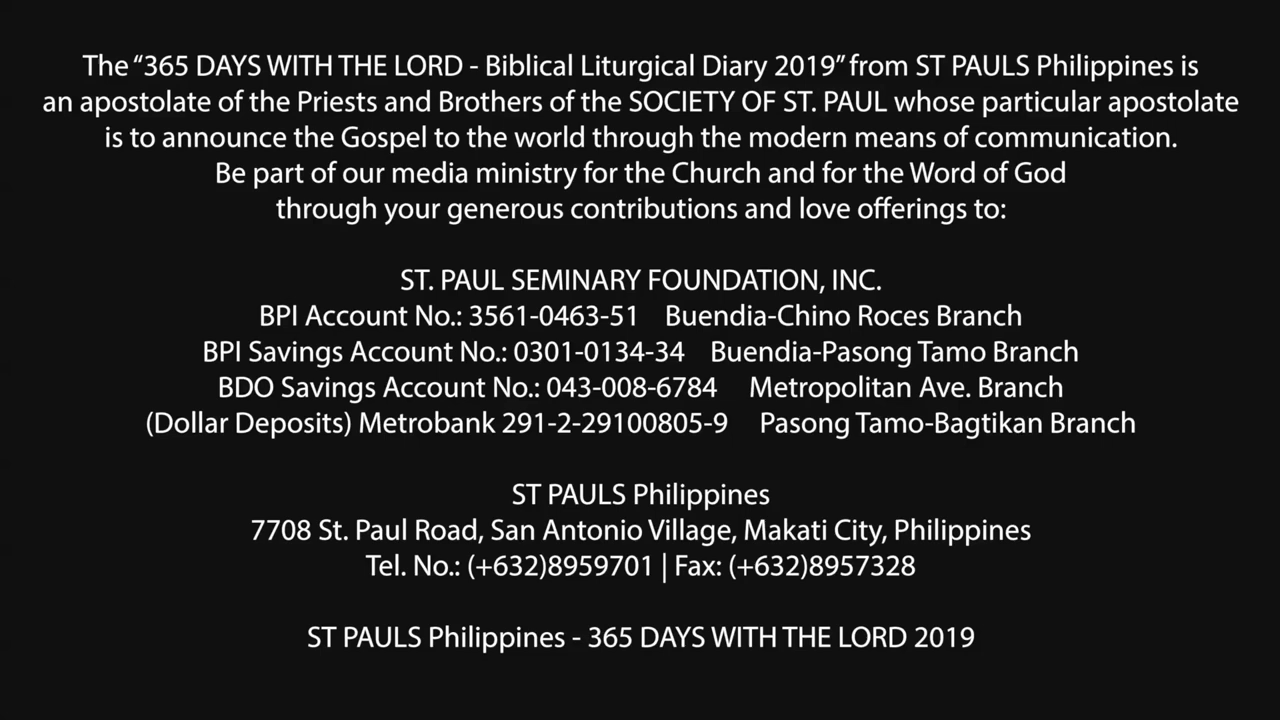 The “365 DAYS WITH THE LORD - Biblical Liturgical Diary 2019” from ST PAULS Philippines is
an apostolate of the Priests and Brothers of the SOCIETY OF ST. PAUL whose particular apostolate
is to announce the Gospel to the world through the modern means of communication.
Be part of our media ministry for the Church and for the Word of God
through your generous contributions and love offerings to:
ST. PAUL SEMINARY FOUNDATION, INC.
BPI Account No.: 3561-0463-51 Buendia-Chino Roces Branch
BPI Savings Account No.: 0301-0134-34 Buendia-Pasong Tamo Branch
BDO Savings Account No.: 043-008-6784 Metropolitan Ave. Branch
(Dollar Deposits) Metrobank 291-2-29100805-9 Pasong Tamo-Bagtikan Branch
ST PAULS Philippines
7708 St. Paul Road, San Antonio Village, Makati City, Philippines
Tel. No.: (+632)8959701 | Fax: (+632)8957328
ST PAULS Philippines - 365 DAYS WITH THE LORD 2019